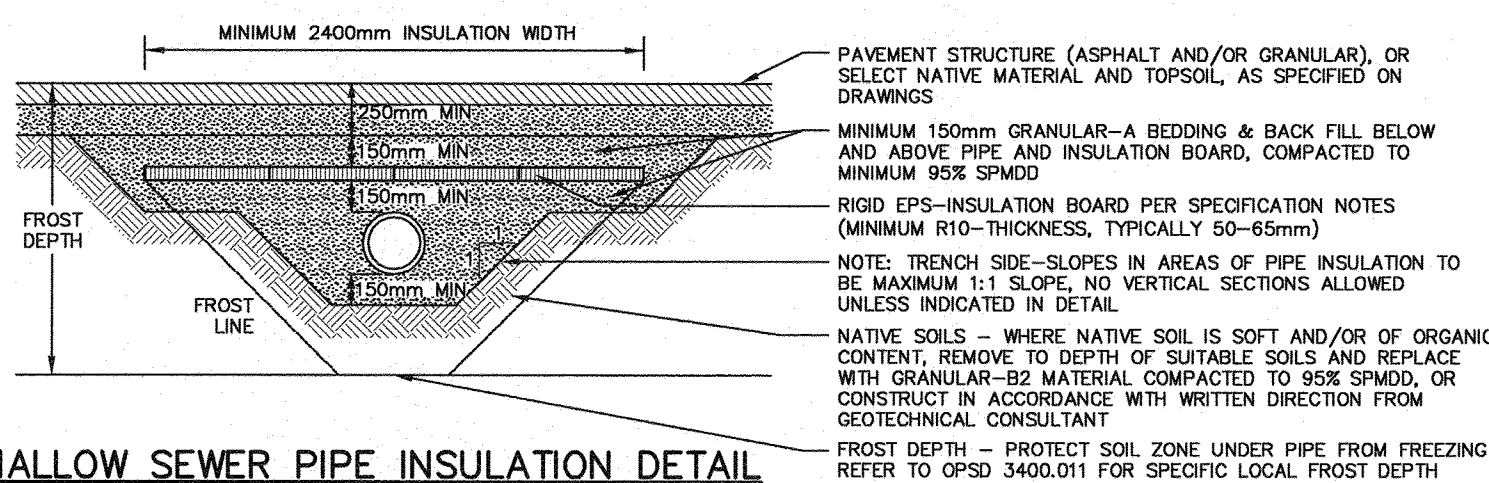 MINIMUM 2400mm INSULATION WIDTH
PAVEMENT STRUCTURE (ASPHALT AND/OR GRANULAR), OR
SELECT NATIVE MATERIAL AND TOPSOIL, AS SPECIFIED ON
DRAWINGS
250mm MIN
150mm MIN
MINIMUM 150mm GRANULAR-A BEDDING & BACK FILL BELOW
AND ABOVE PIPE AND INSULATION BOARD, COMPACTED TO
MINIMUM 95% SPMDD
150mm MIN
RIGID EPS-INSULATION BOARD PER SPECIFICATION NOTES
(MINIMUM R10-THICKNESS, TYPICALLY 50-65mm)
FROST
DEPTH
1
1
NOTE: TRENCH SIDE-SLOPES IN AREAS OF PIPE INSULATION TO
BE MAXIMUM 1:1 SLOPE, NO VERTICAL SECTIONS ALLOWED
UNLESS INDICATED IN DETAIL
150mm MIN
FROST
LINE
NATIVE SOILS - WHERE NATIVE SOIL IS SOFT AND/OR OF ORGANIC
CONTENT, REMOVE TO DEPTH OF SUITABLE SOILS AND REPLACE
WITH GRANULAR-B2 MATERIAL COMPACTED TO 95% SPMDD, OR
CONSTRUCT IN ACCORDANCE WITH WRITTEN DIRECTION FROM
GEOTECHNICAL CONSULTANT
FROST DEPTH - PROTECT SOIL ZONE UNDER PIPE FROM FREEZING
REFER TO OPSD 3400.011 FOR SPECIFIC LOCAL FROST DEPTH
HALLOW SEWER PIPE INSULATION DETAIL